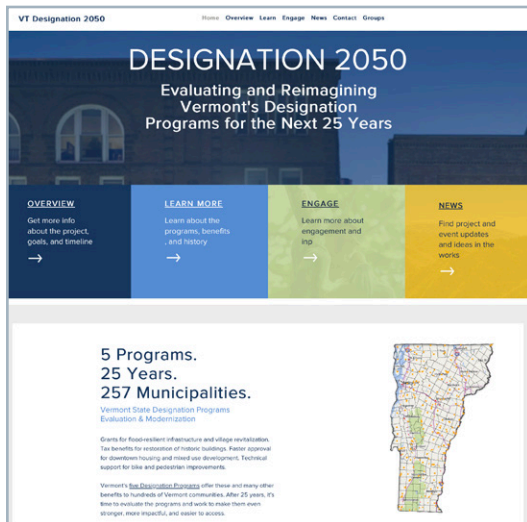 VT Designation 2050
Home Overview Learn Engage News Contact Groups
DESIGNATION 2050
Evaluating and Reimagining
Vermont's Designation
Programs for the Next 25 Years
OVERVIEW
Get more info
about the project,
goals, and timeline
→
LEARN MORE
Learn about the
programs, benefits
, and history
→
ENGAGE
Learn more about
engagement and
inp
→
NEWS
Find project and
event updates
and ideas in the
works
→
5 Programs.
25 Years.
257 Municipalities.
Vermont State Designation Programs
Evaluation & Modernization
Grants for flood-resilient infrastructure and village revitalization.
Tax benefits for restoration of historic buildings. Faster approval
for downtown housing and mixed use development. Technical
support for bike and pedestrian improvements.
Vermont's five Designation Programs offer these and many other
benefits to hundreds of Vermont communities. After 25 years, it's
time to evaluate the programs and work to make them even
stronger, more impactful, and easier to access.